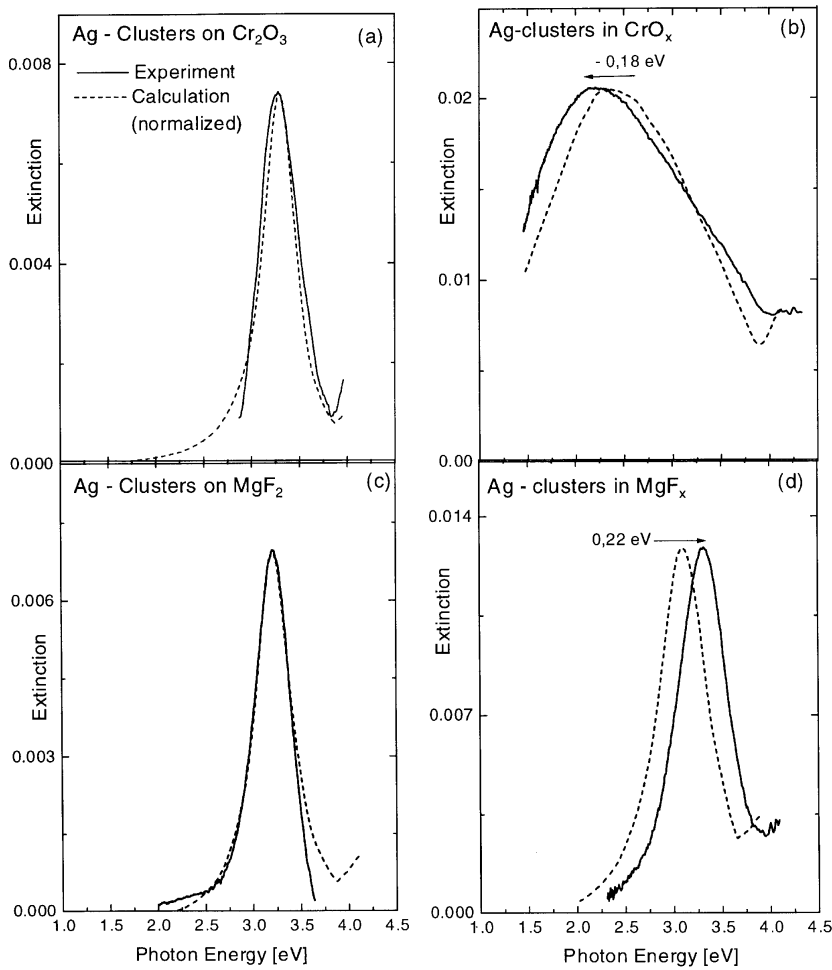 Ag - Clusters on Cr₂O₃
(a)
Experiment
Calculation
(normalized)
Extinction
0.008
0.004
0.000
Ag-clusters in CrOₓ
(b)
- 0,18 eV
Extinction
0.02
0.01
0.00
Ag - Clusters on MgF₂
(c)
Extinction
0.006
0.003
0.000
1.0 1.5 2.0 2.5 3.0 3.5 4.0 4.5
Photon Energy [eV]
Ag - clusters in MgFₓ
(d)
0,22 eV
Extinction
0.014
0.007
0.000
1.0 1.5 2.0 2.5 3.0 3.5 4.0 4.5
Photon Energy [eV]